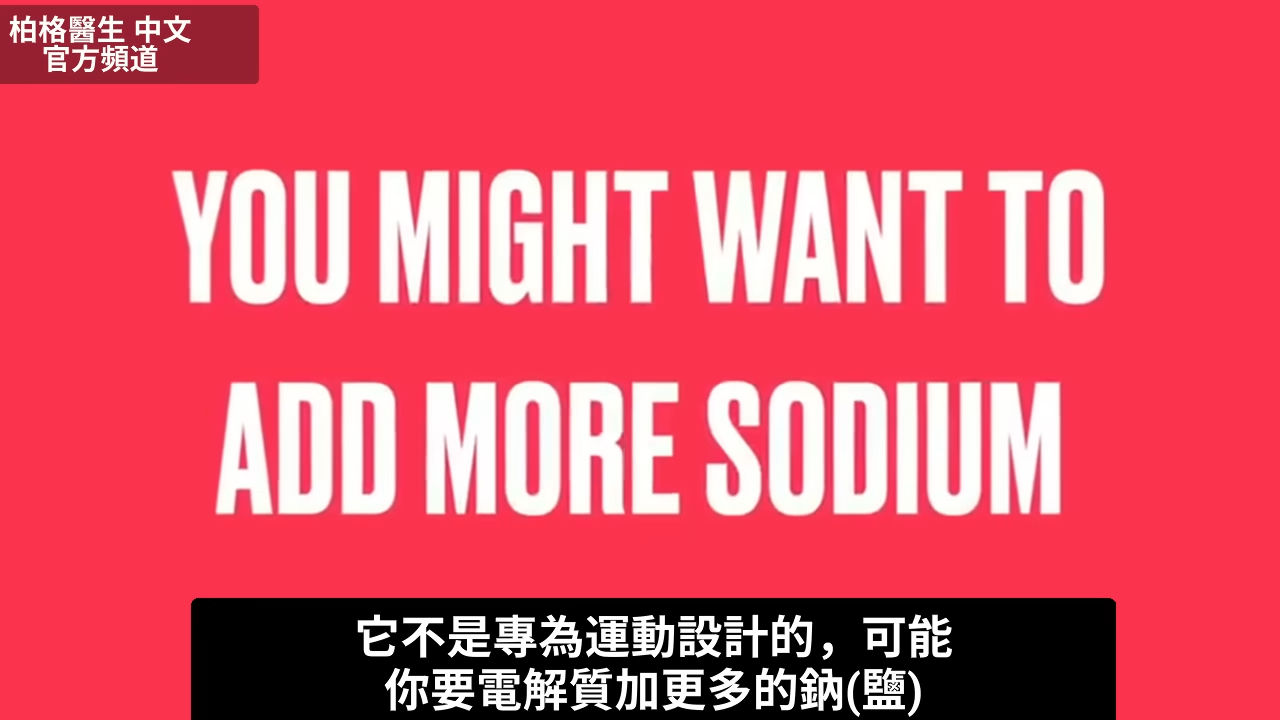 柏格醫生 中文
官方頻道
YOU MIGHT WANT TO
ADD MORE SODIUM
它不是專為運動設計的，可能
你要電解質加更多的鈉(鹽)